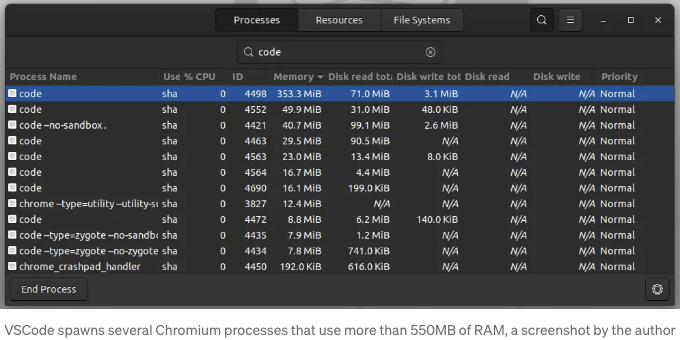 Processes Resources File Systems
code
Process Name Use % CPU ID Memory Disk read tot: Disk write tot Disk read Disk write Priority
code sha 0 4498 353.3 MiB 71.0 MiB 3.1 MiB N/A N/A Normal
code sha 0 4552 49.9 MiB 31.0 MiB 48.0 KiB N/A N/A Normal
code --no-sandbox . sha 0 4421 40.7 MiB 99.1 MiB 2.6 MiB N/A N/A Normal
code sha 0 4463 29.5 MiB 90.5 MiB N/A N/A N/A Normal
code sha 0 4563 23.0 MiB 13.4 MiB 8.0 KiB N/A N/A Normal
code sha 0 4564 16.7 MiB 4.4 MiB N/A N/A N/A Normal
code sha 0 4690 16.1 MiB 199.0 KiB N/A N/A N/A Normal
chrome --type=utility --utility-su sha 0 3827 12.4 MiB N/A N/A N/A N/A Normal
code sha 0 4472 8.8 MiB 6.2 MiB 140.0 KiB N/A N/A Normal
code --type=zygote --no-sandbo sha 0 4435 7.9 MiB 1.2 MiB N/A N/A N/A Normal
code --type=zygote --no-zygote sha 0 4434 7.8 MiB 741.0 KiB N/A N/A N/A Normal
chrome_crashpad_handler sha 0 4450 192.0 KiB 616.0 KiB N/A N/A N/A Normal
End Process
VSCode spawns several Chromium processes that use more than 550MB of RAM, a screenshot by the author